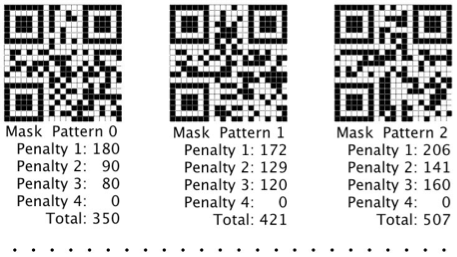 Mask Pattern 0
Penalty 1: 180
Penalty 2: 90
Penalty 3: 80
Penalty 4: 0
Total: 350
Mask Pattern 1
Penalty 1: 172
Penalty 2: 129
Penalty 3: 120
Penalty 4: 0
Total: 421
Mask Pattern 2
Penalty 1: 206
Penalty 2: 141
Penalty 3: 160
Penalty 4: 0
Total: 507